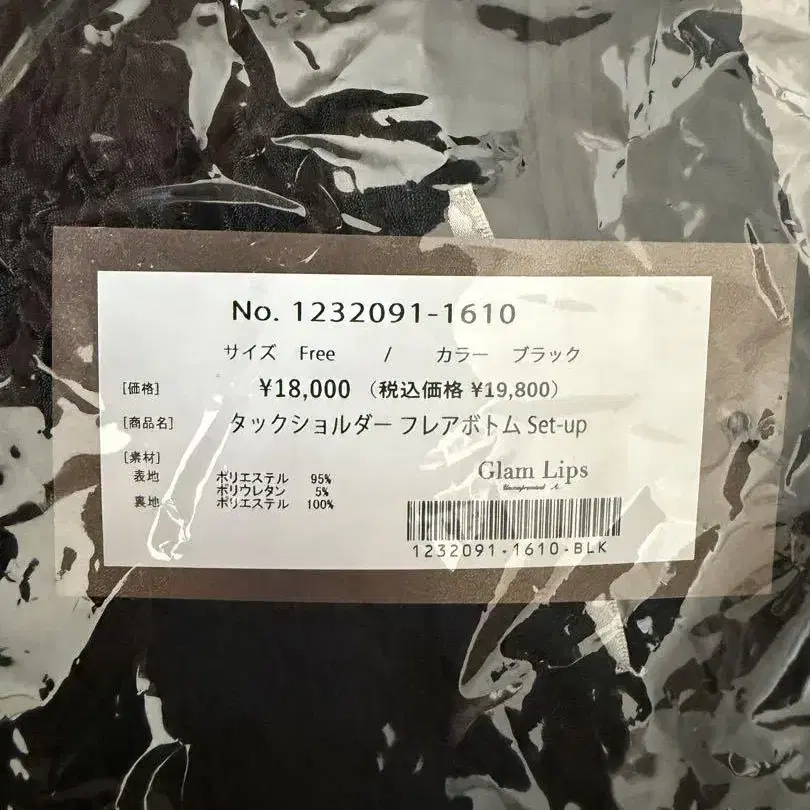 No. 1232091-1610
サイズ Free / カラー ブラック
[価格] ¥18,000 (税込価格 ¥19,800)
[商品名] タックショルダー フレアボトム Set-up
[素材]
表地 ポリエステル 95%
ポリウレタン 5%
裏地 ポリエステル 100%
Glam Lips
1232091-1610-BLK